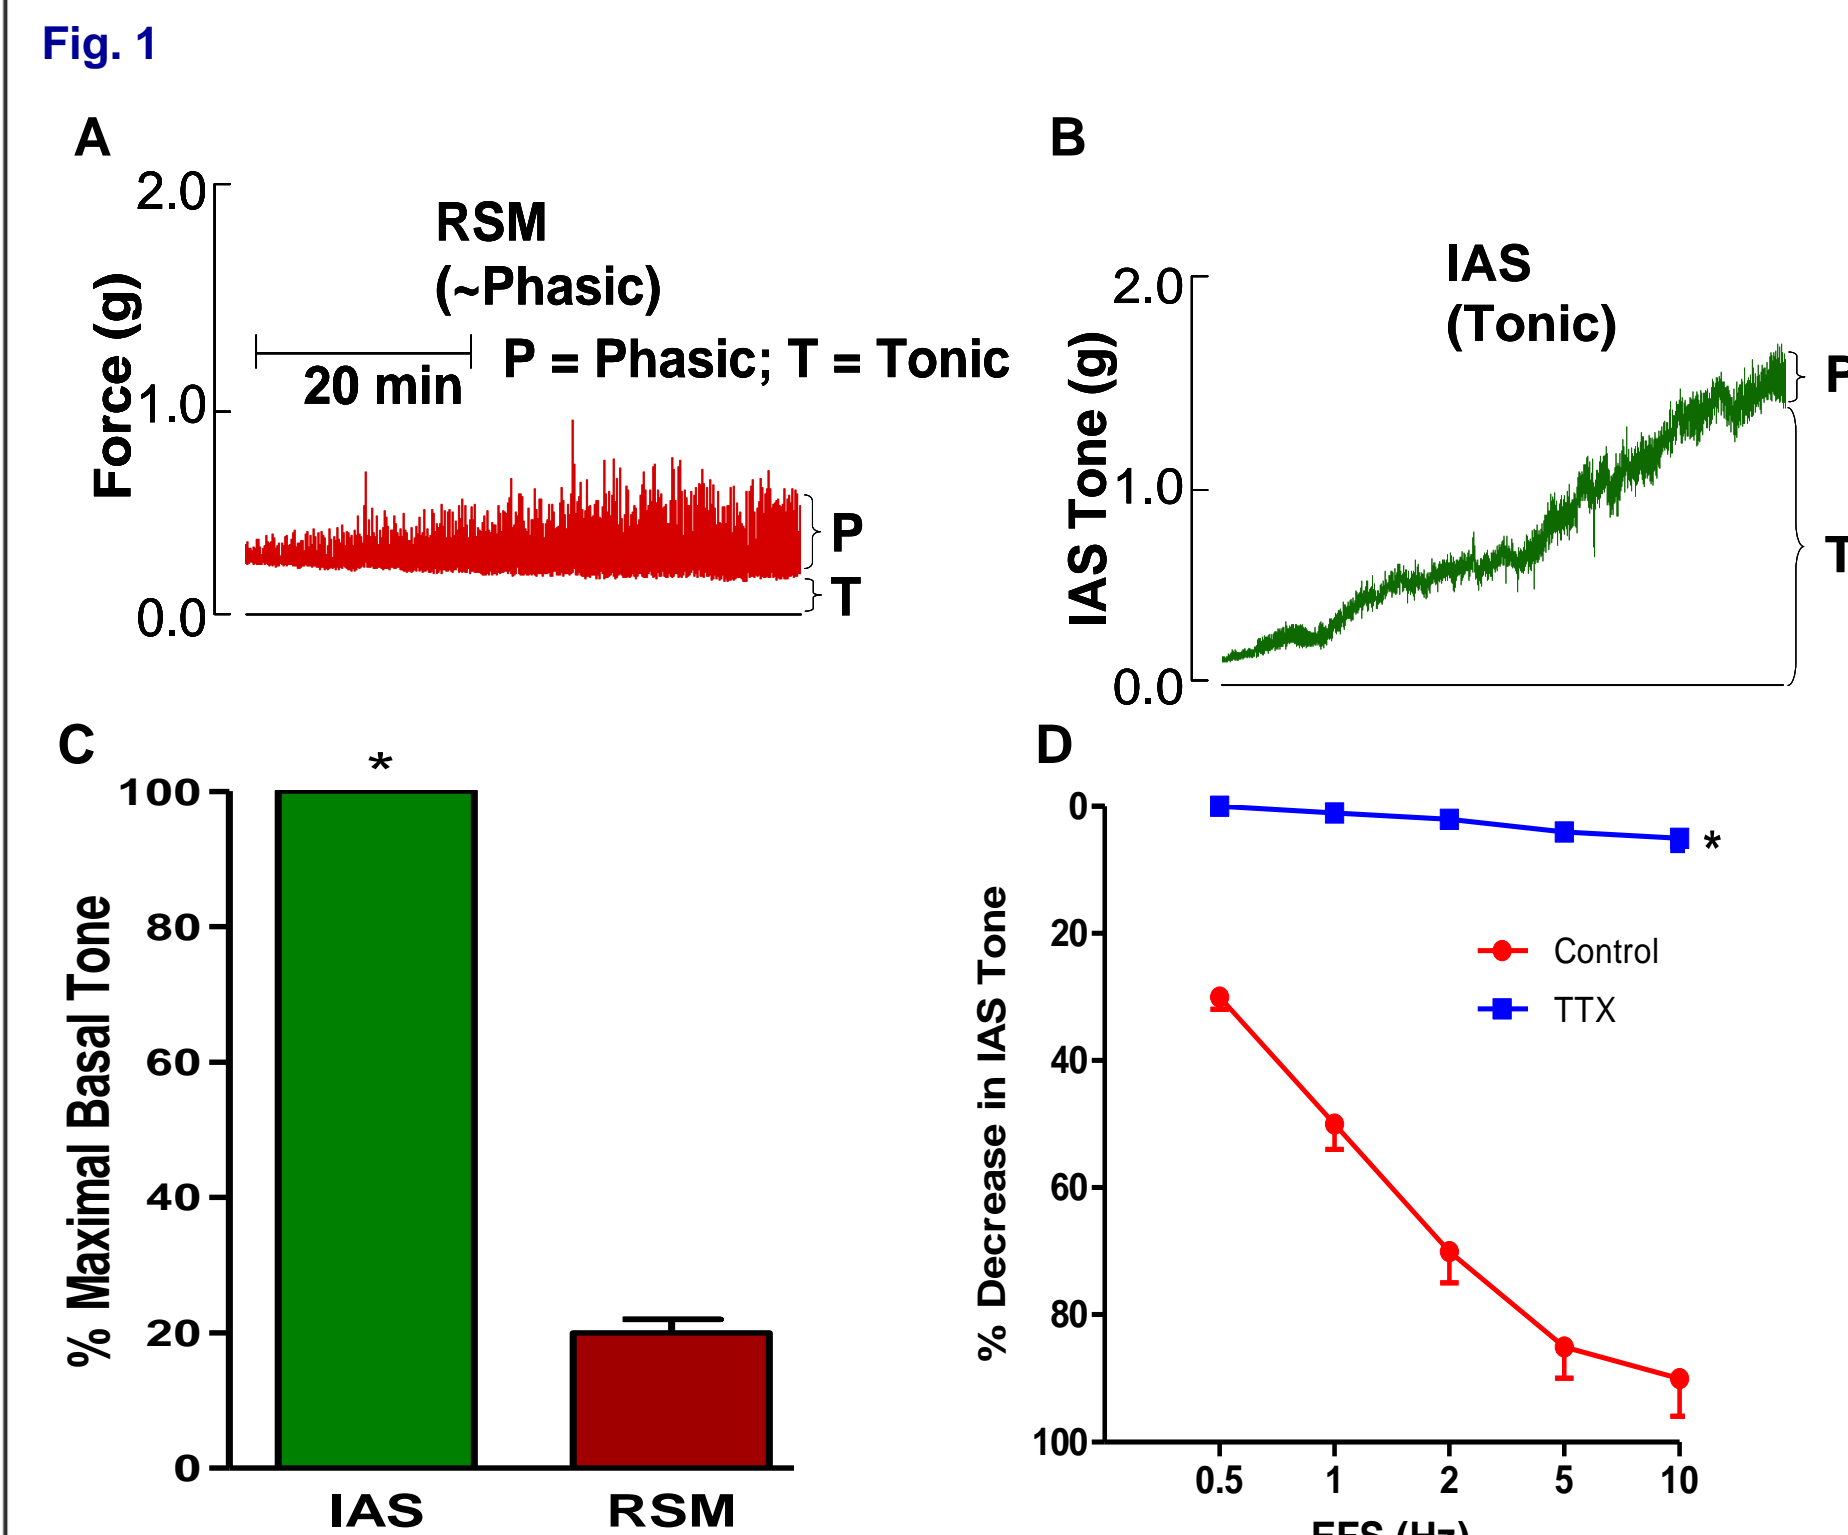 Fig. 1
A
2.0
1.0
0.0
Force (g)
RSM
(~Phasic)
20 min
P = Phasic; T = Tonic
P
T
B
2.0
1.0
0.0
IAS Tone (g)
IAS
(Tonic)
P
T
C
*
100
80
60
40
20
0
% Maximal Basal Tone
IAS
RSM
D
0
20
40
60
80
100
% Decrease in IAS Tone
*
Control
TTX
0.5
1
2
5
10
EFS (Hz)